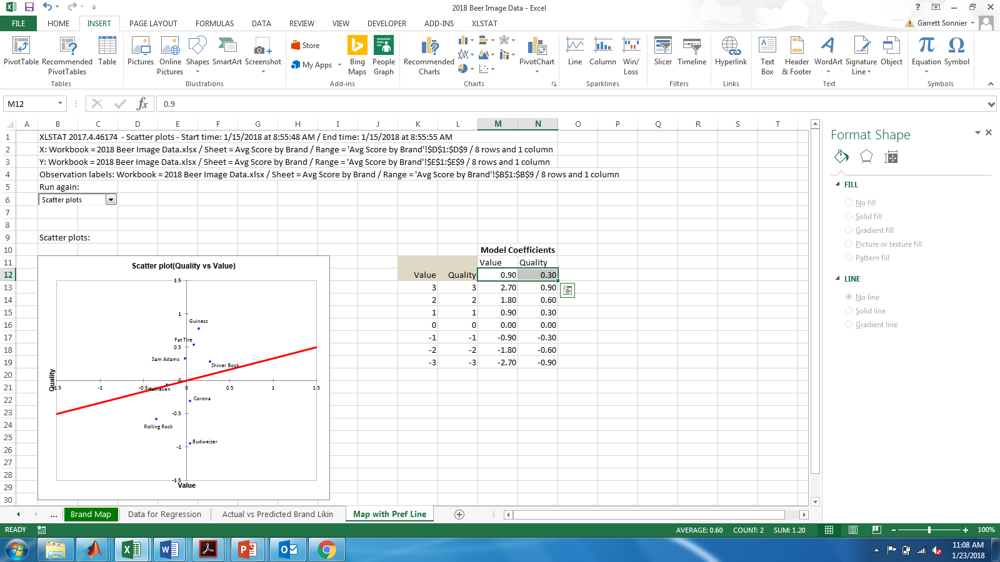 2018 Beer Image Data - Excel
?
FILE HOME INSERT PAGE LAYOUT FORMULAS DATA REVIEW VIEW DEVELOPER ADD-INS XLSTAT
Garrett Sonnier
PivotTable Recommended PivotTables Table
Tables
Pictures Online Pictures Shapes SmartArt Screenshot
Illustrations
Store
My Apps
Bing Maps People Graph
Add-ins
Recommended Charts PivotChart
Charts
Line Column Win/Loss
Sparklines
Slicer Timeline
Filters
Hyperlink
Links
Text Box Header & Footer WordArt Signature Line Object
Text
π Ω
Equation Symbol
Symbols
M12 fx 0.9
A B C D E F G H I J K L M N O P Q R S T
1 XLSTAT 2017.4.46174 - Scatter plots - Start time: 1/15/2018 at 8:55:48 AM / End time: 1/15/2018 at 8:55:55 AM
2 X: Workbook = 2018 Beer Image Data.xlsx / Sheet = Avg Score by Brand / Range = 'Avg Score by Brand'!$D$1:$D$9 / 8 rows and 1 column
3 Y: Workbook = 2018 Beer Image Data.xlsx / Sheet = Avg Score by Brand / Range = 'Avg Score by Brand'!$E$1:$E$9 / 8 rows and 1 column
4 Observation labels: Workbook = 2018 Beer Image Data.xlsx / Sheet = Avg Score by Brand / Range = 'Avg Score by Brand'!$B$1:$B$9 / 8 rows and 1 column
5 Run again:
6 Scatter plots
7
8
9 Scatter plots:
10 Model Coefficients
11 Value Quality
12 Value Quality 0.90 0.30
13 3 3 2.70 0.90
14 2 2 1.80 0.60
15 1 1 0.90 0.30
16 0 0 0.00 0.00
17 -1 -1 -0.90 -0.30
18 -2 -2 -1.80 -0.60
19 -3 -3 -2.70 -0.90
20
21
22
23
24
25
26
27
28
29
30
Scatter plot(Quality vs Value)
1.5
1
Guiness
Fat Tire
0.5
Sam Adams
Shiner Bock
Quality
0
-1.5 -1 -0.5 Heineken 0 0.5 1 1.5
Corona
-0.5
Rolling Rock
Budweiser
-1
-1.5
Value
Format Shape
FILL
No fill
Solid fill
Gradient fill
Picture or texture fill
Pattern fill
LINE
No line
Solid line
Gradient line
... Brand Map Data for Regression Actual vs Predicted Brand Likin Map with Pref Line
READY AVERAGE: 0.60 COUNT: 2 SUM: 1.20 100%
11:08 AM
1/23/2018